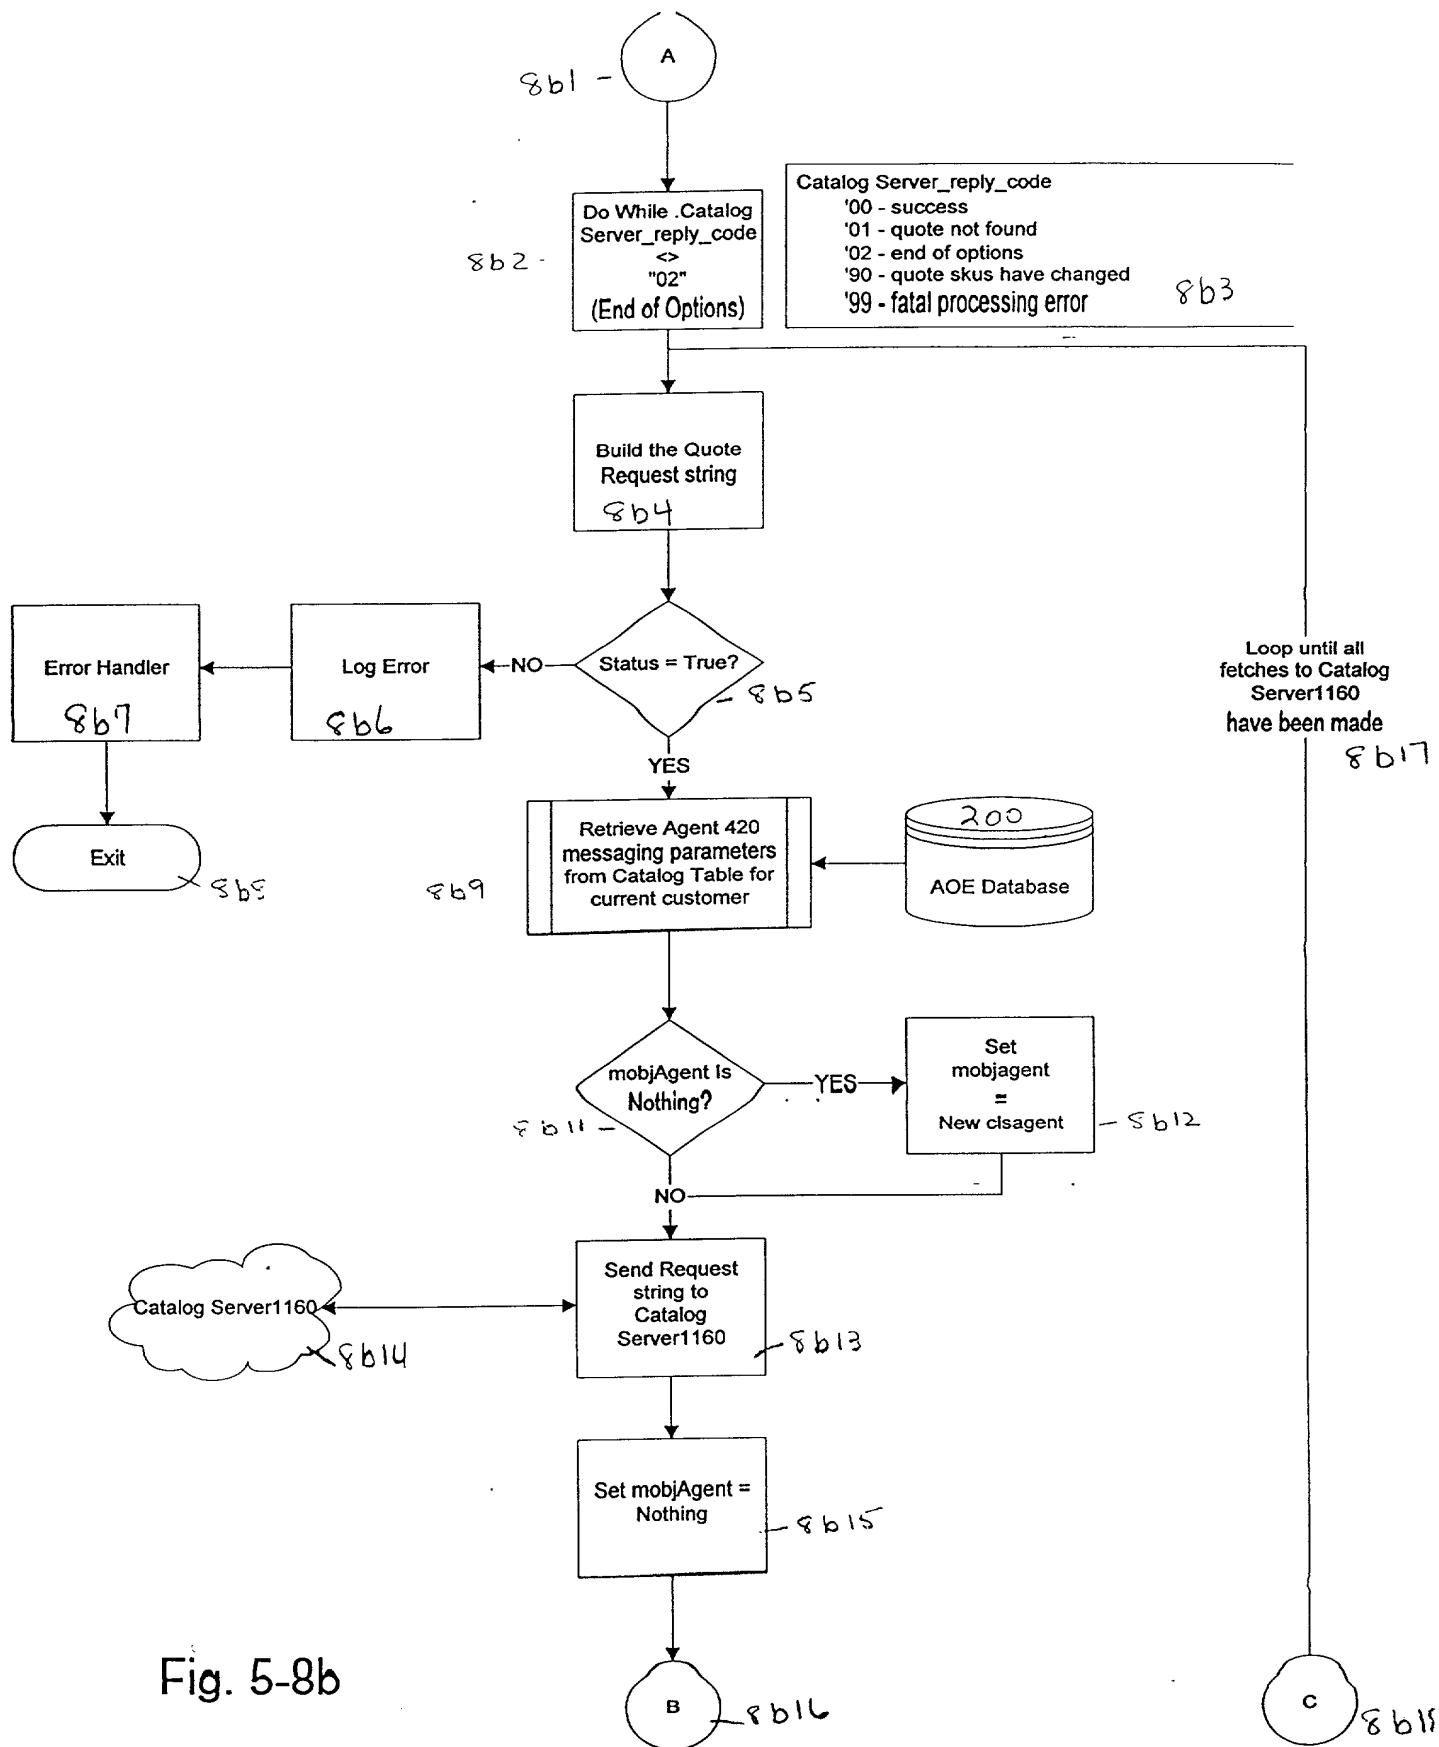 A
8b1
Do While .Catalog
Server_reply_code
<>
"02"
(End of Options)
8b2
Catalog Server_reply_code
'00 - success
'01 - quote not found
'02 - end of options
'90 - quote skus have changed
'99 - fatal processing error
8b3
Build the Quote
Request string
8b4
Status = True?
8b5
NO
Log Error
8b6
Error Handler
8b7
Exit
8b8
YES
Loop until all
fetches to Catalog
Server1160
have been made
8b17
Retrieve Agent 420
messaging parameters
from Catalog Table for
current customer
8b9
200
AOE Database
mobjAgent Is
Nothing?
8b11
YES
Set
mobjagent
=
New clsagent
8b12
NO
Send Request
string to
Catalog
Server1160
8b13
Catalog Server1160
8b14
Set mobjAgent =
Nothing
8b15
Fig. 5-8b
B
8b16
C